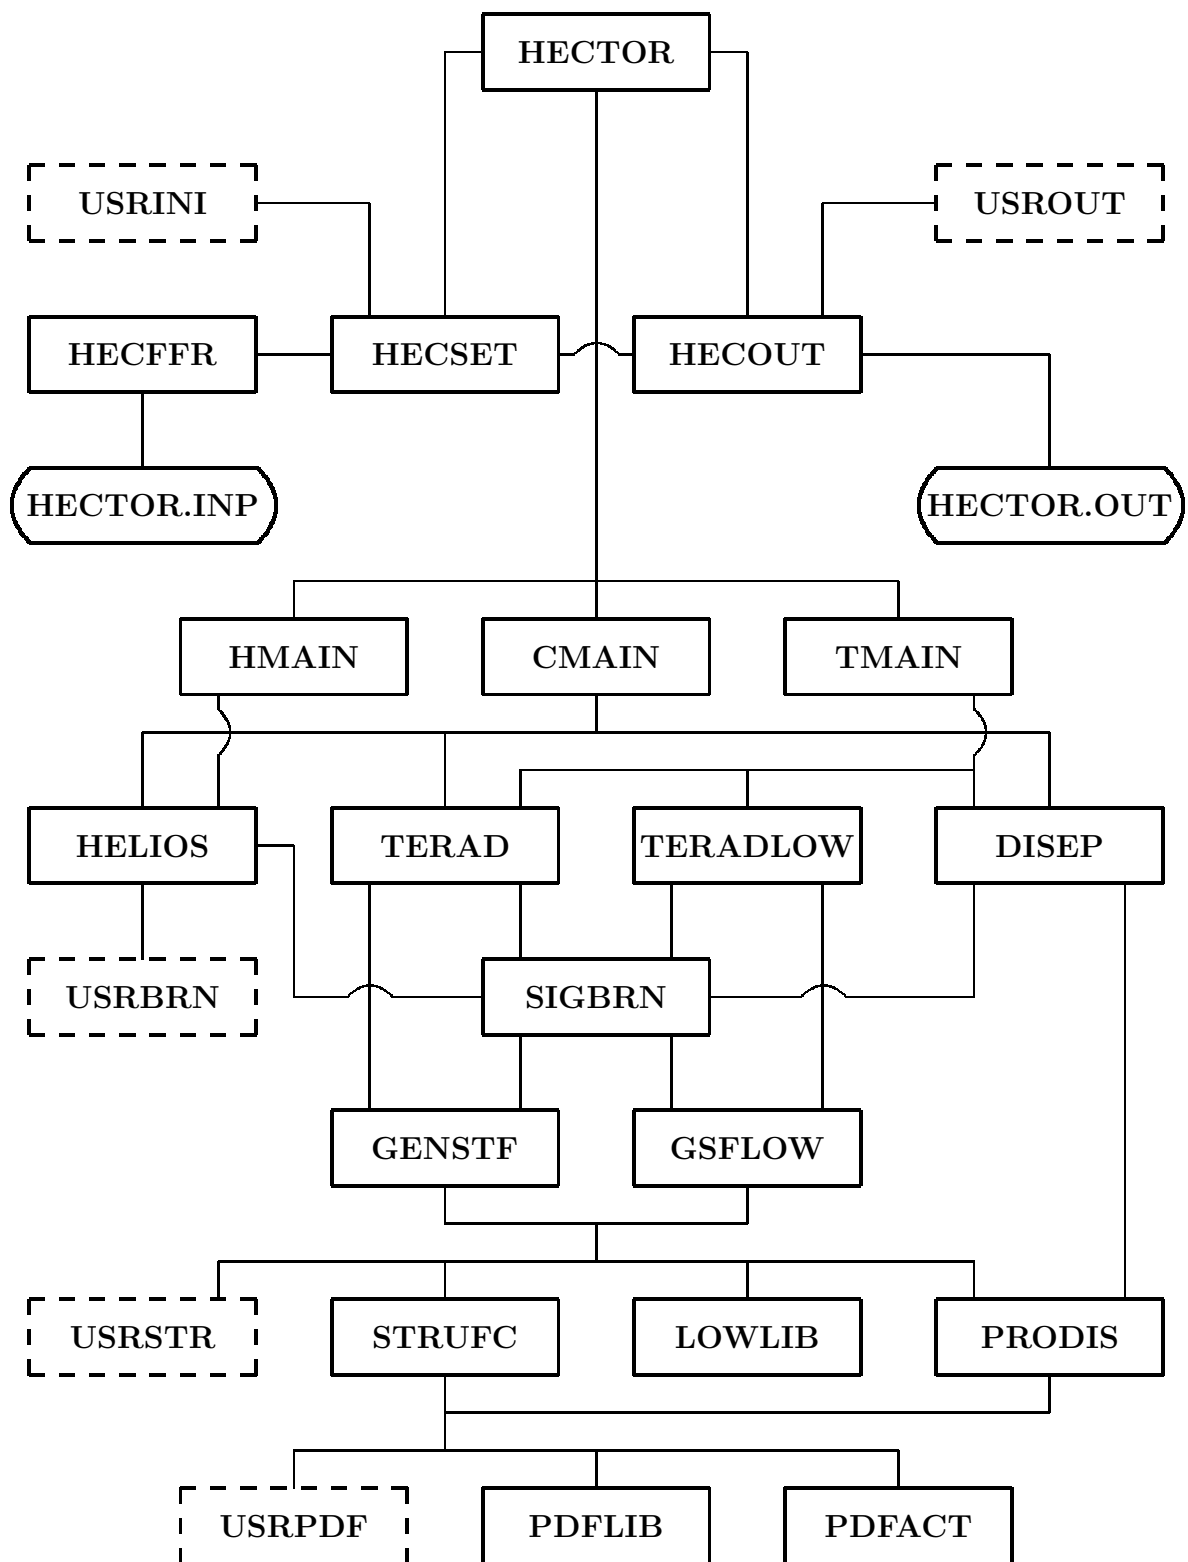 HECTOR
USRINI
USROUT
HECFFR
HECSET
HECOUT
HECTOR.INP
HECTOR.OUT
HMAIN
CMAIN
TMAIN
HELIOS
TERAD
TERADLOW
DISEP
USRBRN
SIGBRN
GENSTF
GSFLOW
USRSTR
STRUFC
LOWLIB
PRODIS
USRPDF
PDFLIB
PDFACT